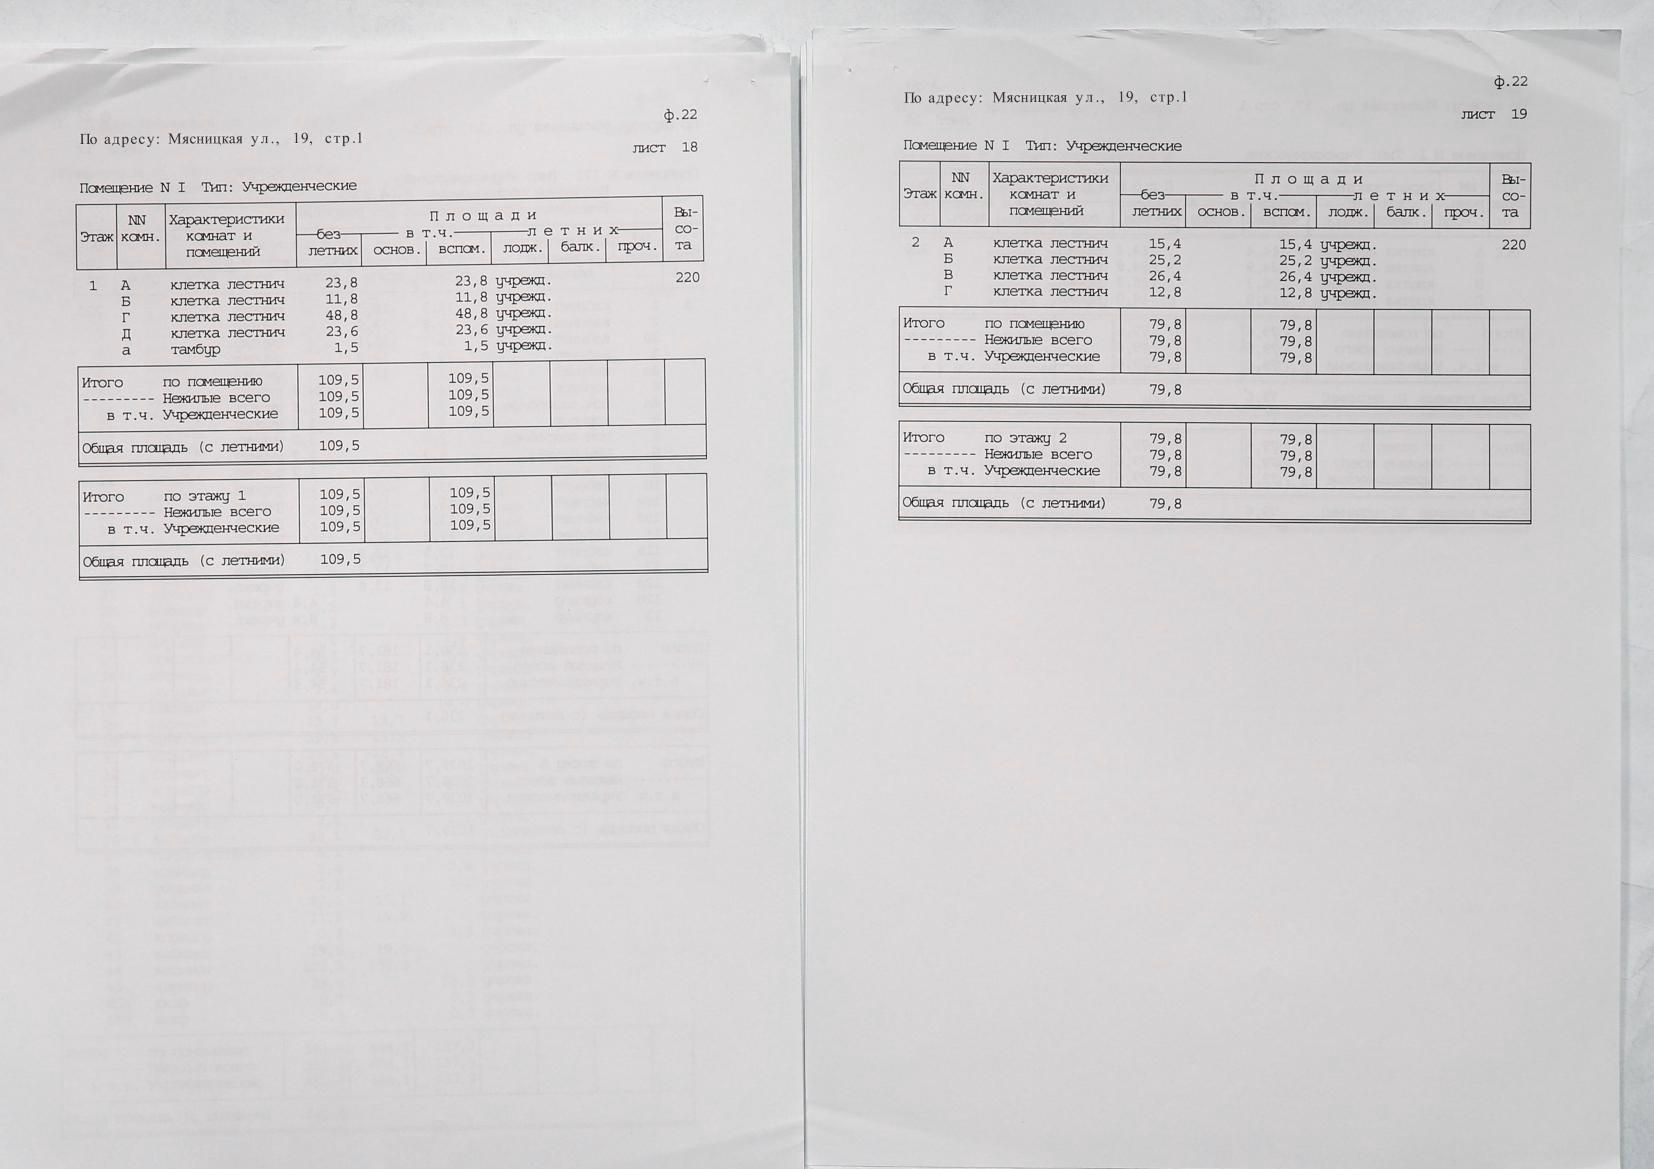 ф.22
По адресу: Мясницкая ул., 19, стр.1
лист 18
Помещение N I Тип: Учрежденческие
Этаж NN комн. Характеристики комнат и помещений Площади Вы-со-та
без летних в т.ч. летних
основ. вспом. лодж. балк. проч.
1 А клетка лестнич 23,8 23,8 учрежд. 220
Б клетка лестнич 11,8 11,8 учрежд.
Г клетка лестнич 48,8 48,8 учрежд.
Д клетка лестнич 23,6 23,6 учрежд.
а тамбур 1,5 1,5 учрежд.
Итого по помещению 109,5 109,5
--------- Нежилые всего 109,5 109,5
в т.ч. Учрежденческие 109,5 109,5
Общая площадь (с летними) 109,5
Итого по этажу 1 109,5 109,5
--------- Нежилые всего 109,5 109,5
в т.ч. Учрежденческие 109,5 109,5
Общая площадь (с летними) 109,5
ф.22
По адресу: Мясницкая ул., 19, стр.1
лист 19
Помещение N I Тип: Учрежденческие
Этаж NN комн. Характеристики комнат и помещений Площади Вы-со-та
без летних в т.ч. летних
основ. вспом. лодж. балк. проч.
2 А клетка лестнич 15,4 15,4 учрежд. 220
Б клетка лестнич 25,2 25,2 учрежд.
В клетка лестнич 26,4 26,4 учрежд.
Г клетка лестнич 12,8 12,8 учрежд.
Итого по помещению 79,8 79,8
--------- Нежилые всего 79,8 79,8
в т.ч. Учрежденческие 79,8 79,8
Общая площадь (с летними) 79,8
Итого по этажу 2 79,8 79,8
--------- Нежилые всего 79,8 79,8
в т.ч. Учрежденческие 79,8 79,8
Общая площадь (с летними) 79,8